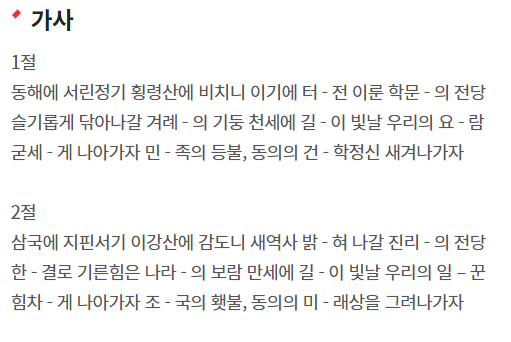 가사
1절
동해에 서린정기 횡령산에 비치니 이기에 터 - 전 이룬 학문 - 의 전당
슬기롭게 닦아나갈 겨레 - 의 기둥 천세에 길 - 이 빛날 우리의 요 - 람
굳세 - 게 나아가자 민 - 족의 등불, 동의의 건 - 학정신 새겨나가자
2절
삼국에 지핀서기 이강산에 감도니 새역사 밝 - 혀 나갈 진리 - 의 전당
한 - 결로 기른힘은 나라 - 의 보람 만세에 길 - 이 빛날 우리의 일 – 꾼
힘차 - 게 나아가자 조 - 국의 횃불, 동의의 미 - 래상을 그려나가자